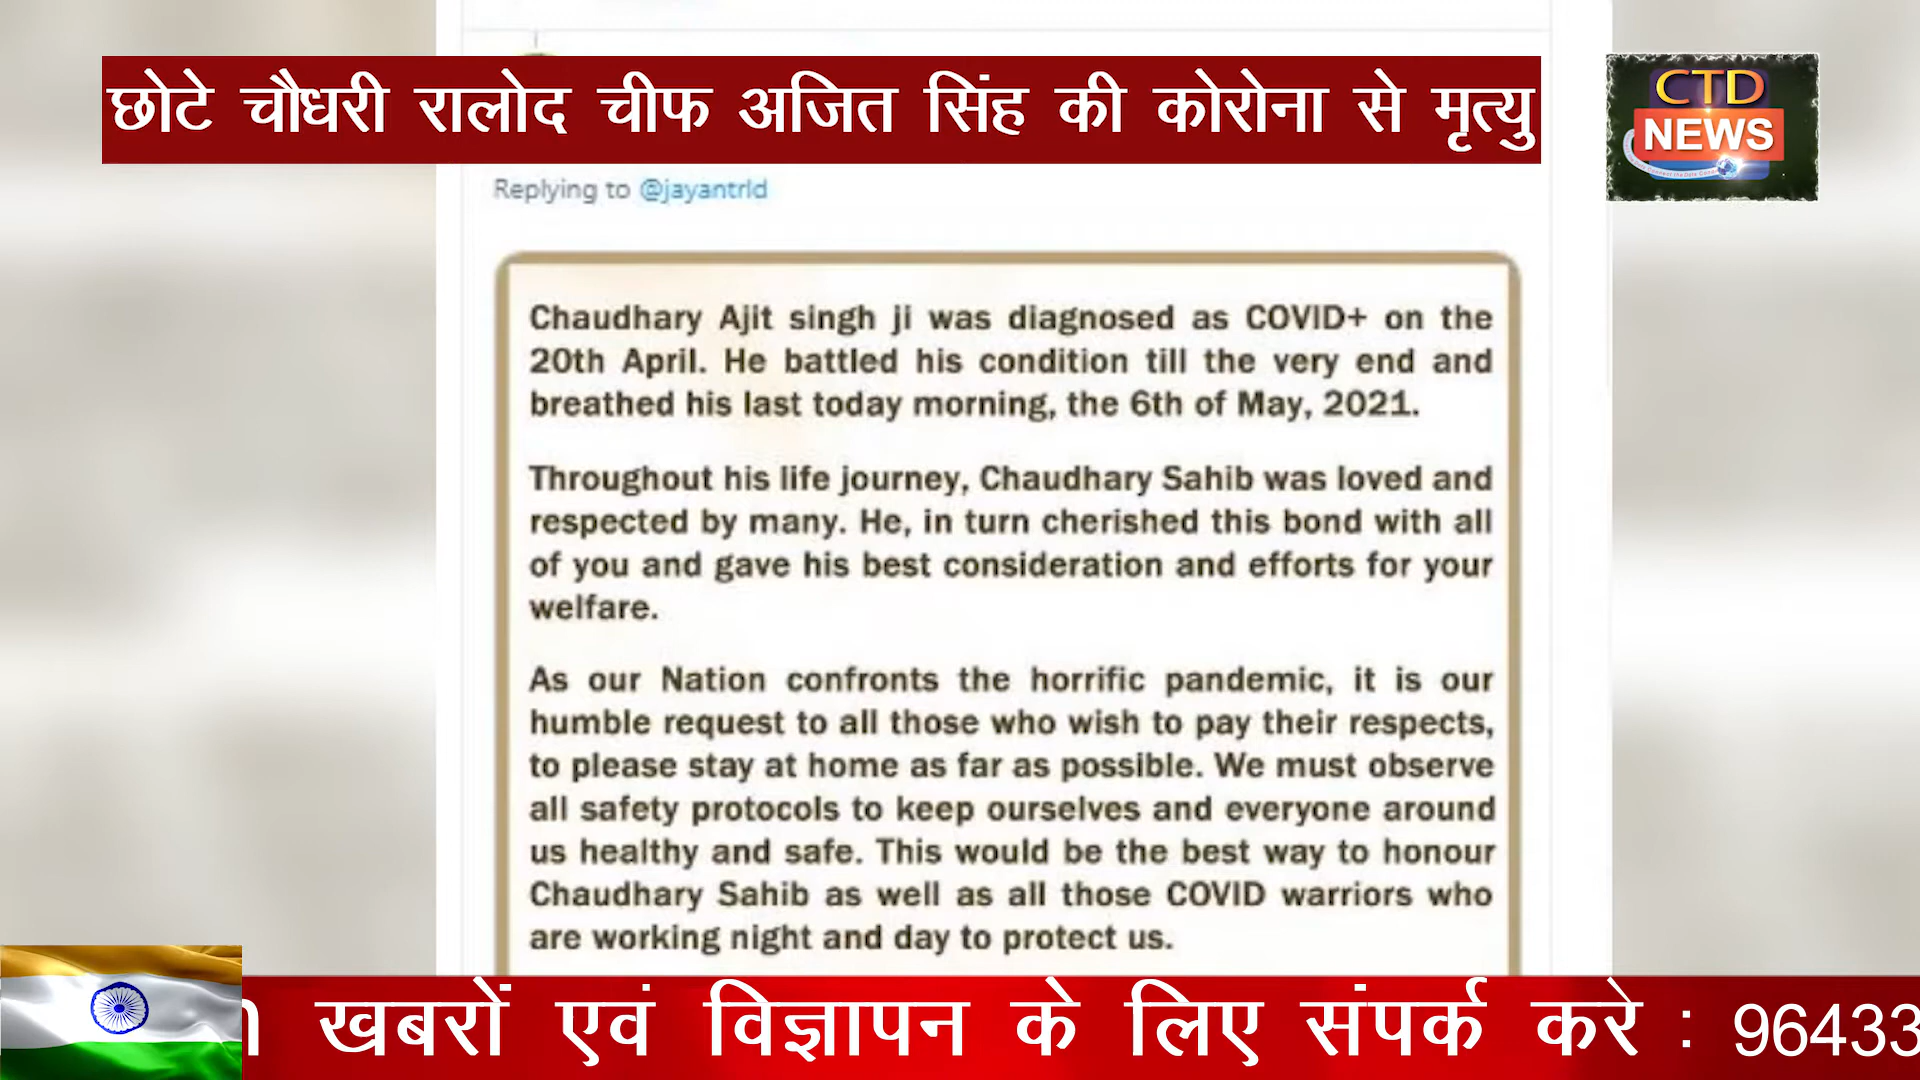 छोटे चौधरी रालोद चीफ अजित सिंह की कोरोना से मृत्यु
CTD
NEWS
Replying to @jayantrld
Chaudhary Ajit singh ji was diagnosed as COVID+ on the
20th April. He battled his condition till the very end and
breathed his last today morning, the 6th of May, 2021.
Throughout his life journey, Chaudhary Sahib was loved and
respected by many. He, in turn cherished this bond with all
of you and gave his best consideration and efforts for your
welfare.
As our Nation confronts the horrific pandemic, it is our
humble request to all those who wish to pay their respects,
to please stay at home as far as possible. We must observe
all safety protocols to keep ourselves and everyone around
us healthy and safe. This would be the best way to honour
Chaudhary Sahib as well as all those COVID warriors who
are working night and day to protect us.
खबरों एवं विज्ञापन के लिए संपर्क करे : 96433